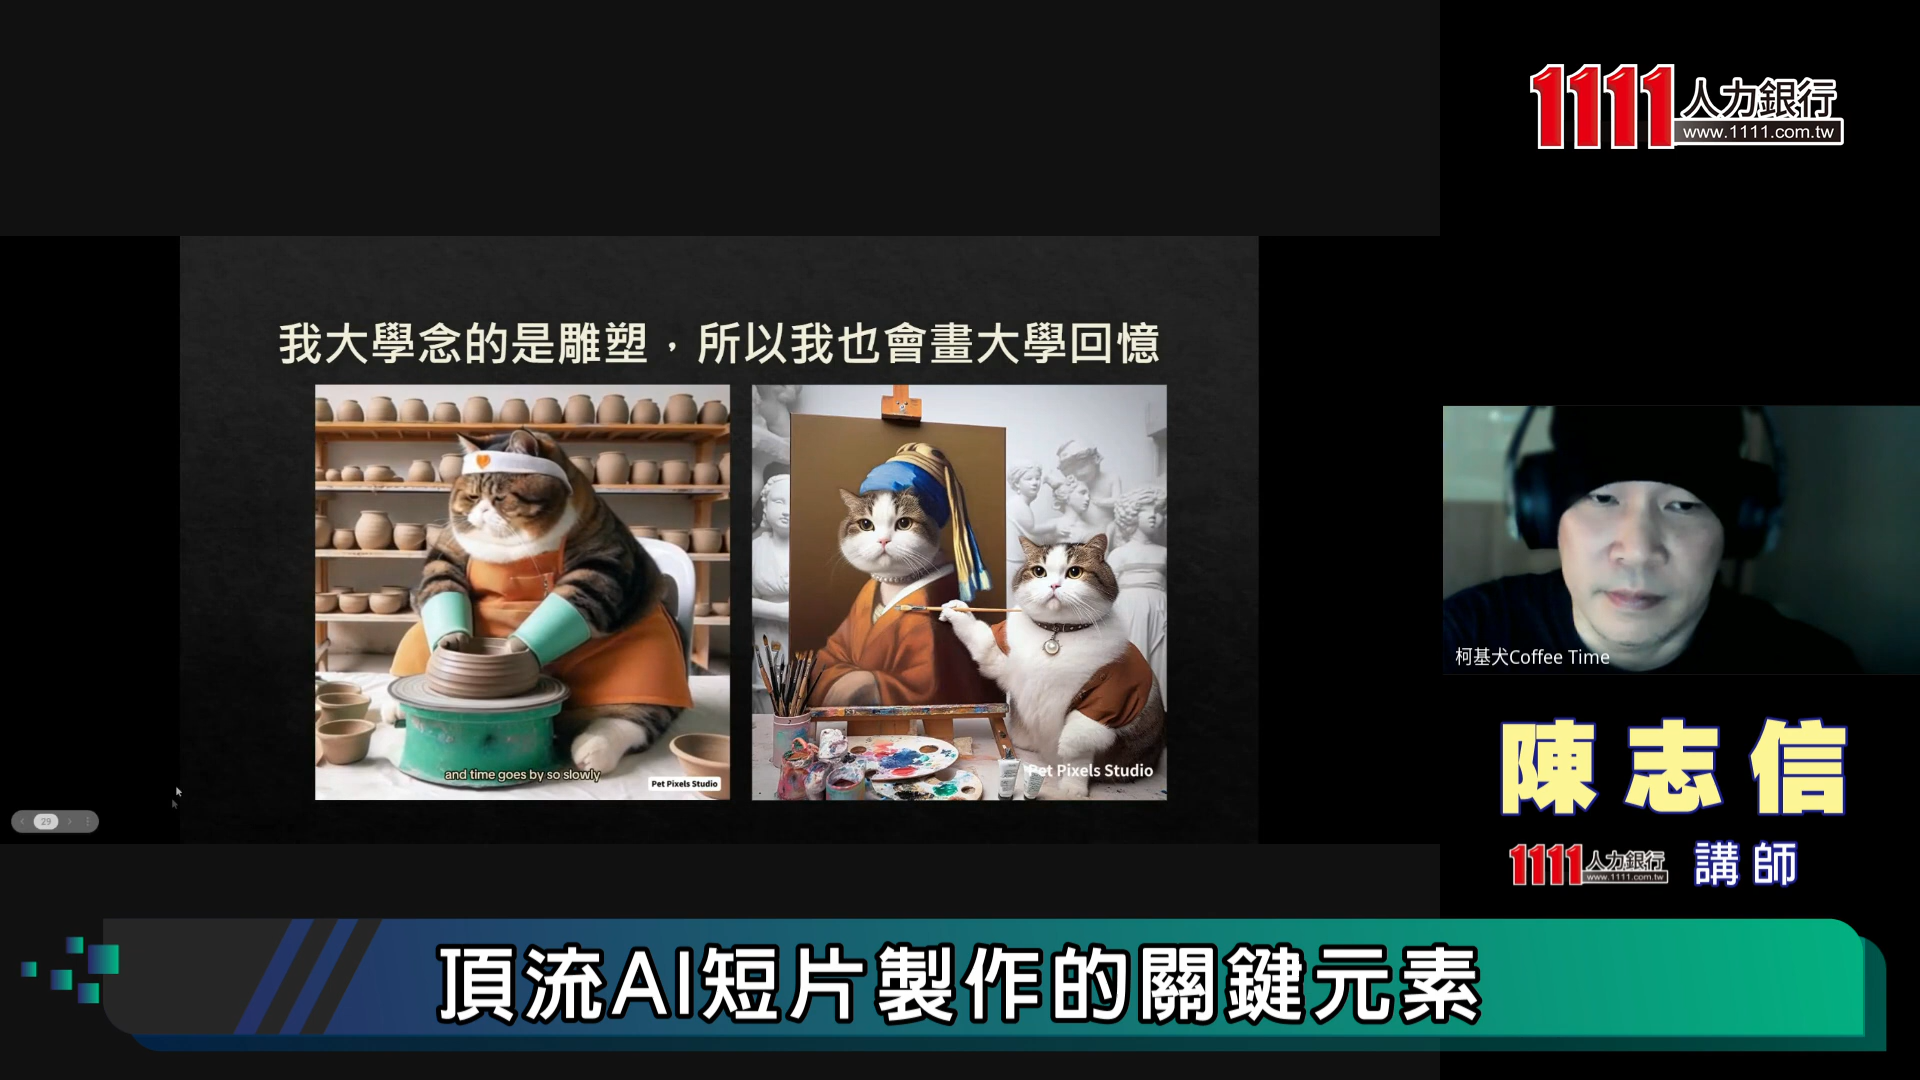 1111人力銀行
www.1111.com.tw
我大學念的是雕塑，所以我也會畫大學回憶
and time goes by so slowly
Pet Pixels Studio
Pet Pixels Studio
29
柯基犬Coffee Time
陳志信
1111人力銀行
www.1111.com.tw
講師
頂流AI短片製作的關鍵元素